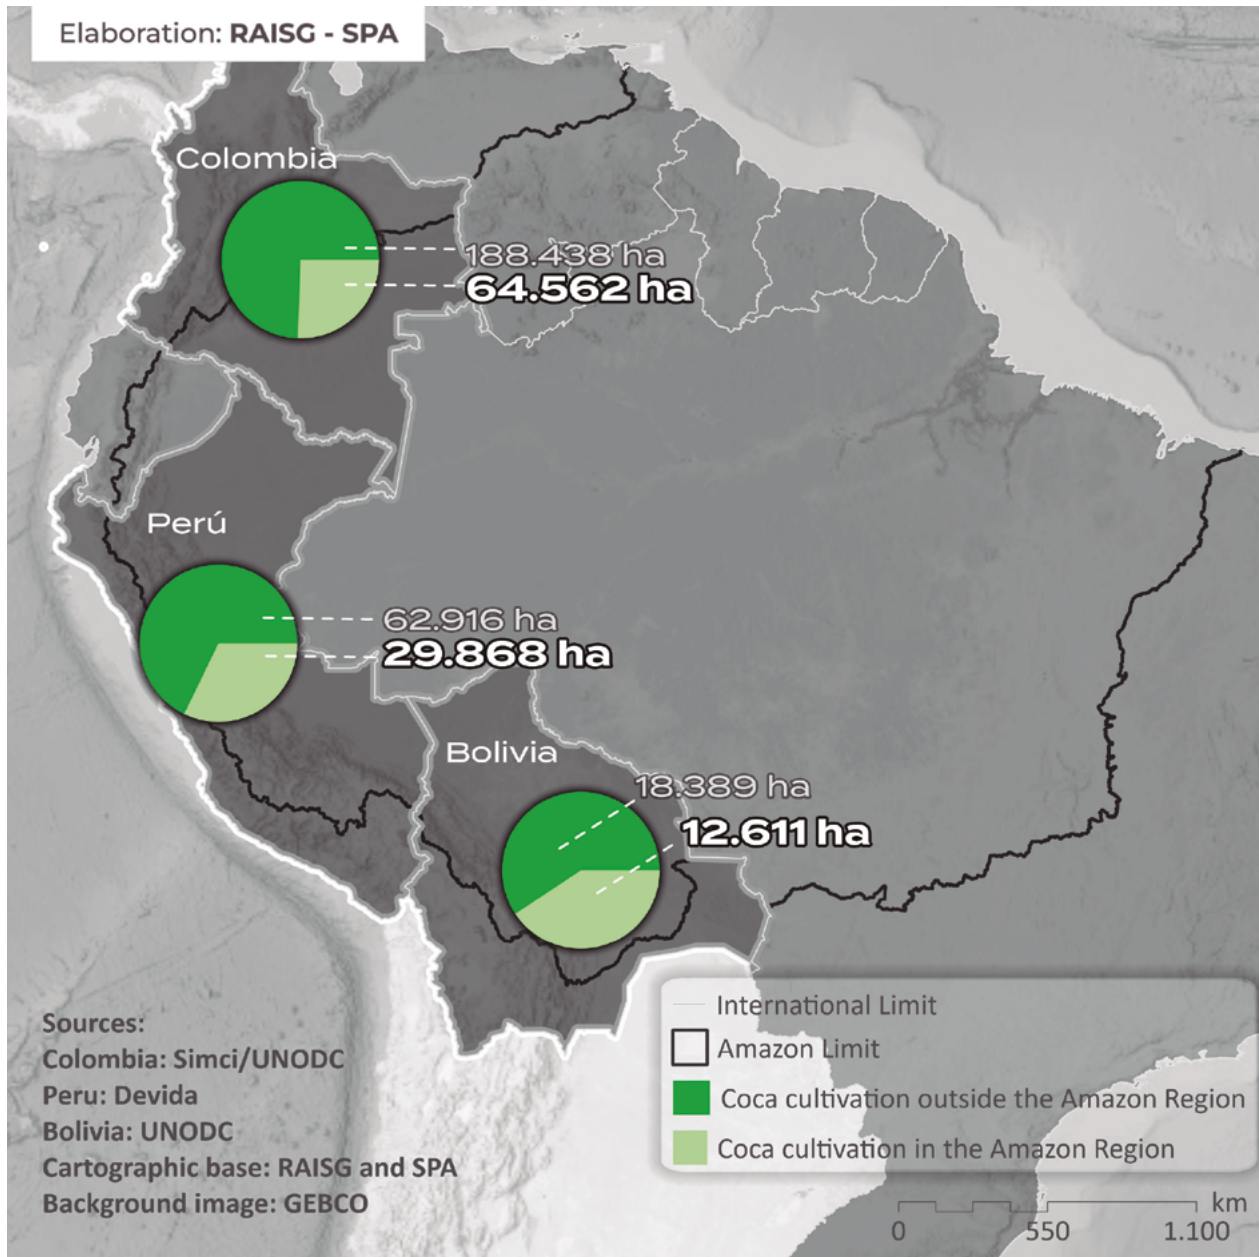 Elaboration: RAISG - SPA
Colombia
188.438 ha
64.562 ha
Perú
62.916 ha
29.868 ha
Bolivia
18.389 ha
12.611 ha
Sources:
Colombia: Simci/UNODC
Peru: Devida
Bolivia: UNODC
Cartographic base: RAISG and SPA
Background image: GEBCO
International Limit
Amazon Limit
Coca cultivation outside the Amazon Region
Coca cultivation in the Amazon Region
km
0 550 1.100